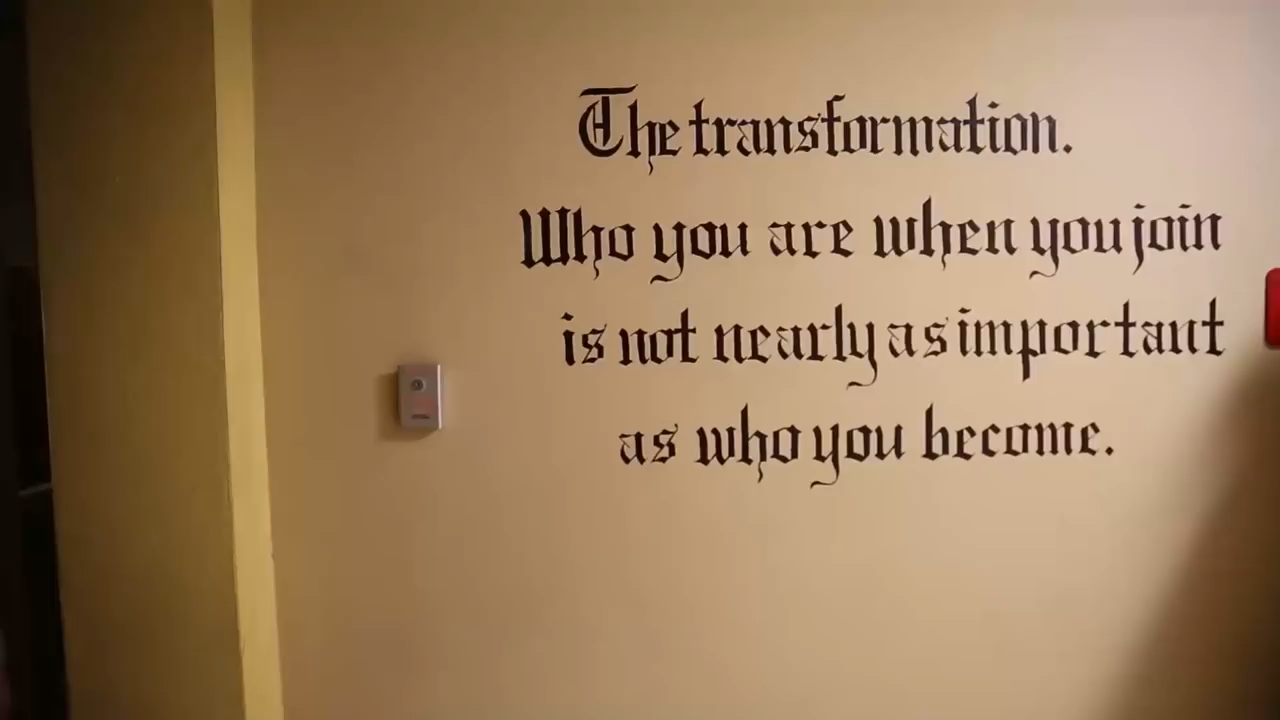 The transformation.
Who you are when you join
is not nearly as important
as who you become.